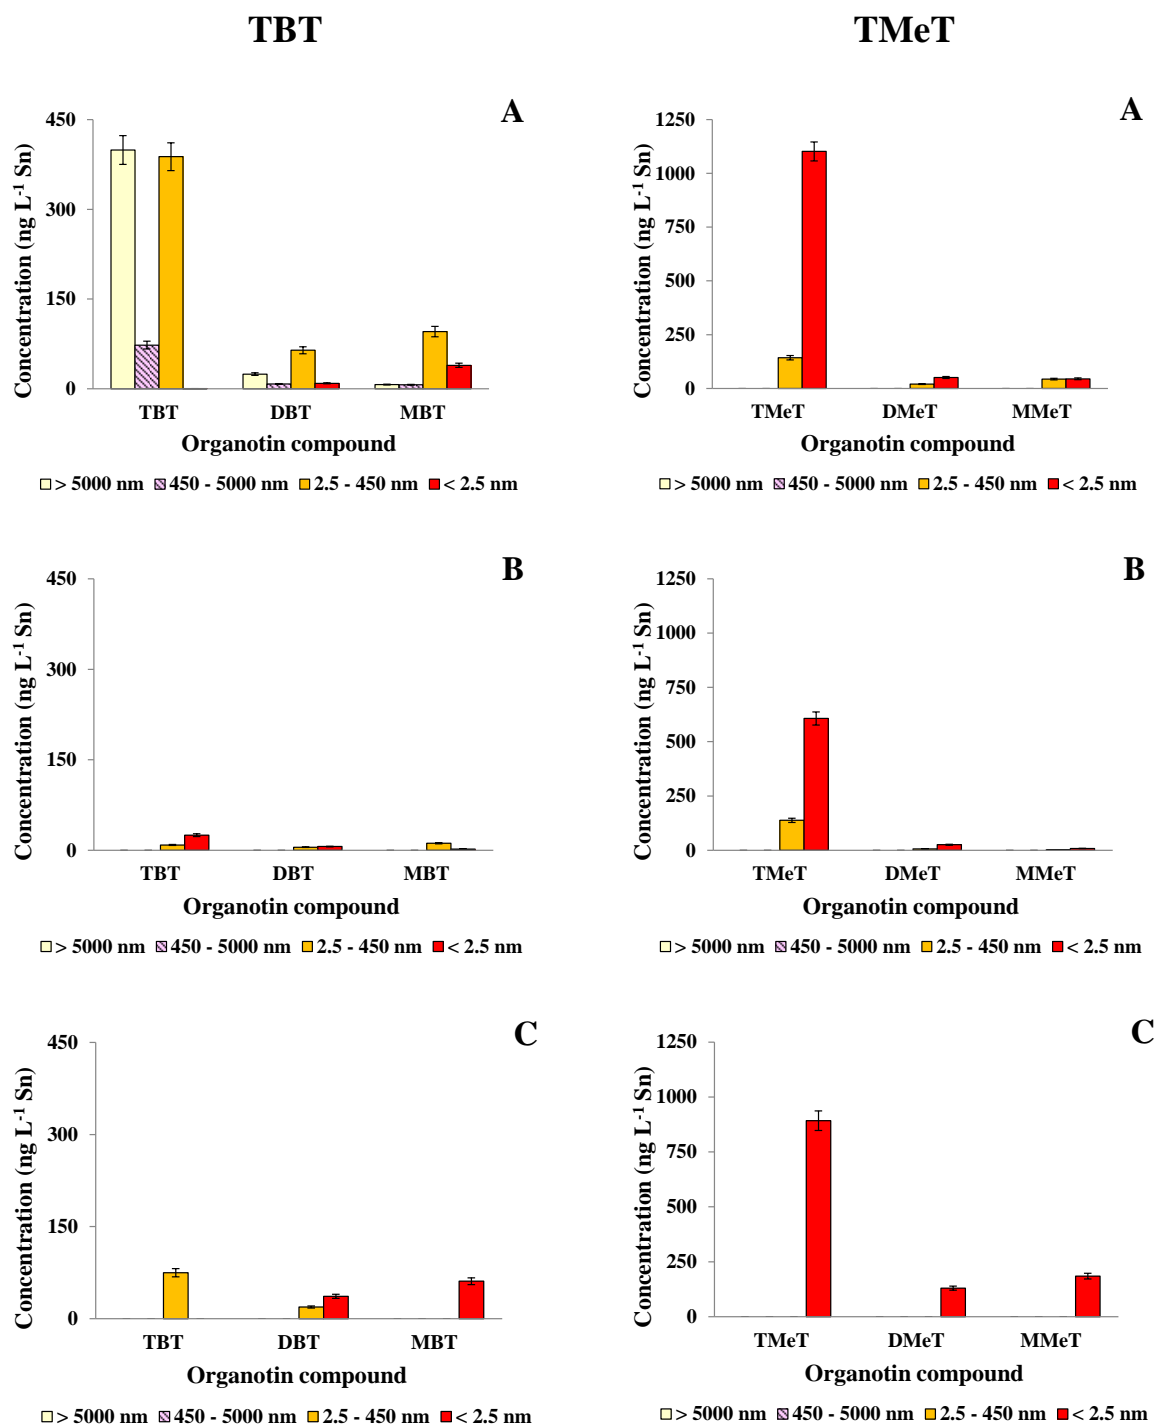 TBT
TMeT
A
Concentration (ng L⁻¹ Sn)
450
300
150
0
TBT DBT MBT
Organotin compound
> 5000 nm 450 - 5000 nm 2.5 - 450 nm < 2.5 nm
A
Concentration (ng L⁻¹ Sn)
1250
1000
750
500
250
0
TMeT DMeT MMeT
Organotin compound
> 5000 nm 450 - 5000 nm 2.5 - 450 nm < 2.5 nm
B
Concentration (ng L⁻¹ Sn)
450
300
150
0
TBT DBT MBT
Organotin compound
> 5000 nm 450 - 5000 nm 2.5 - 450 nm < 2.5 nm
B
Concentration (ng L⁻¹ Sn)
1250
1000
750
500
250
0
TMeT DMeT MMeT
Organotin compound
> 5000 nm 450 - 5000 nm 2.5 - 450 nm < 2.5 nm
C
Concentration (ng L⁻¹ Sn)
450
300
150
0
TBT DBT MBT
Organotin compound
> 5000 nm 450 - 5000 nm 2.5 - 450 nm < 2.5 nm
C
Concentration (ng L⁻¹ Sn)
1250
1000
750
500
250
0
TMeT DMeT MMeT
Organotin compound
> 5000 nm 450 - 5000 nm 2.5 - 450 nm < 2.5 nm